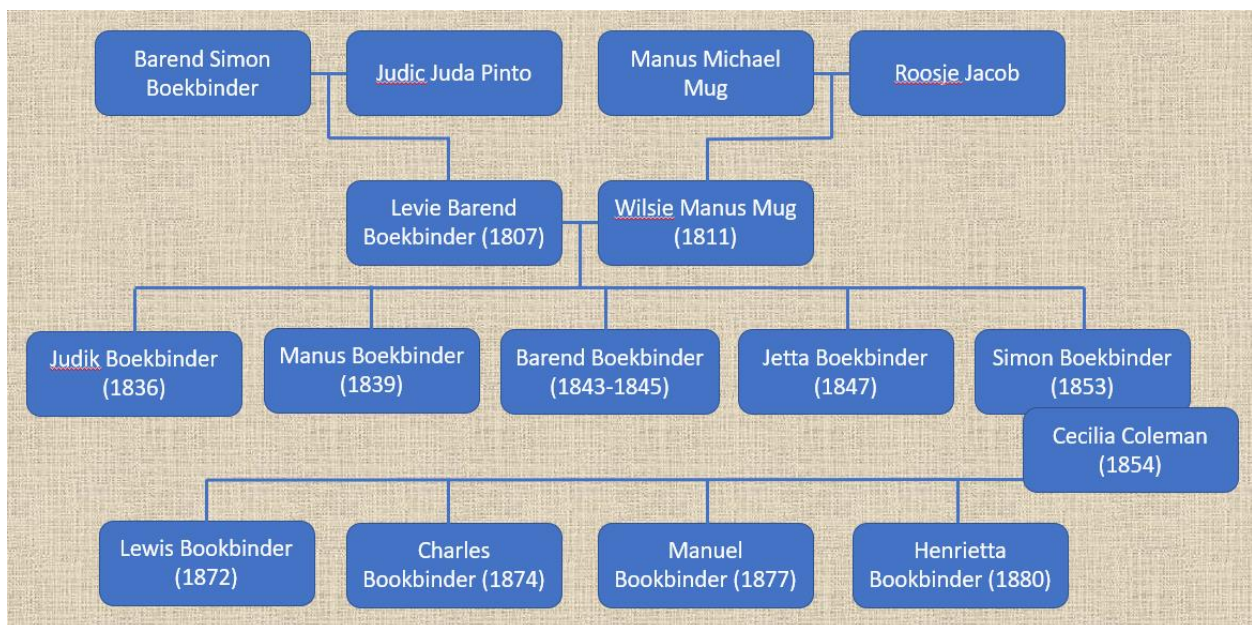 Barend Simon
Boekbinder
Judic Juda Pinto
Manus Michael
Mug
Roosje Jacob
Levie Barend
Boekbinder (1807)
Wilsie Manus Mug
(1811)
Judik Boekbinder
(1836)
Manus Boekbinder
(1839)
Barend Boekbinder
(1843-1845)
Jetta Boekbinder
(1847)
Simon Boekbinder
(1853)
Cecilia Coleman
(1854)
Lewis Bookbinder
(1872)
Charles
Bookbinder (1874)
Manuel
Bookbinder (1877)
Henrietta
Bookbinder (1880)